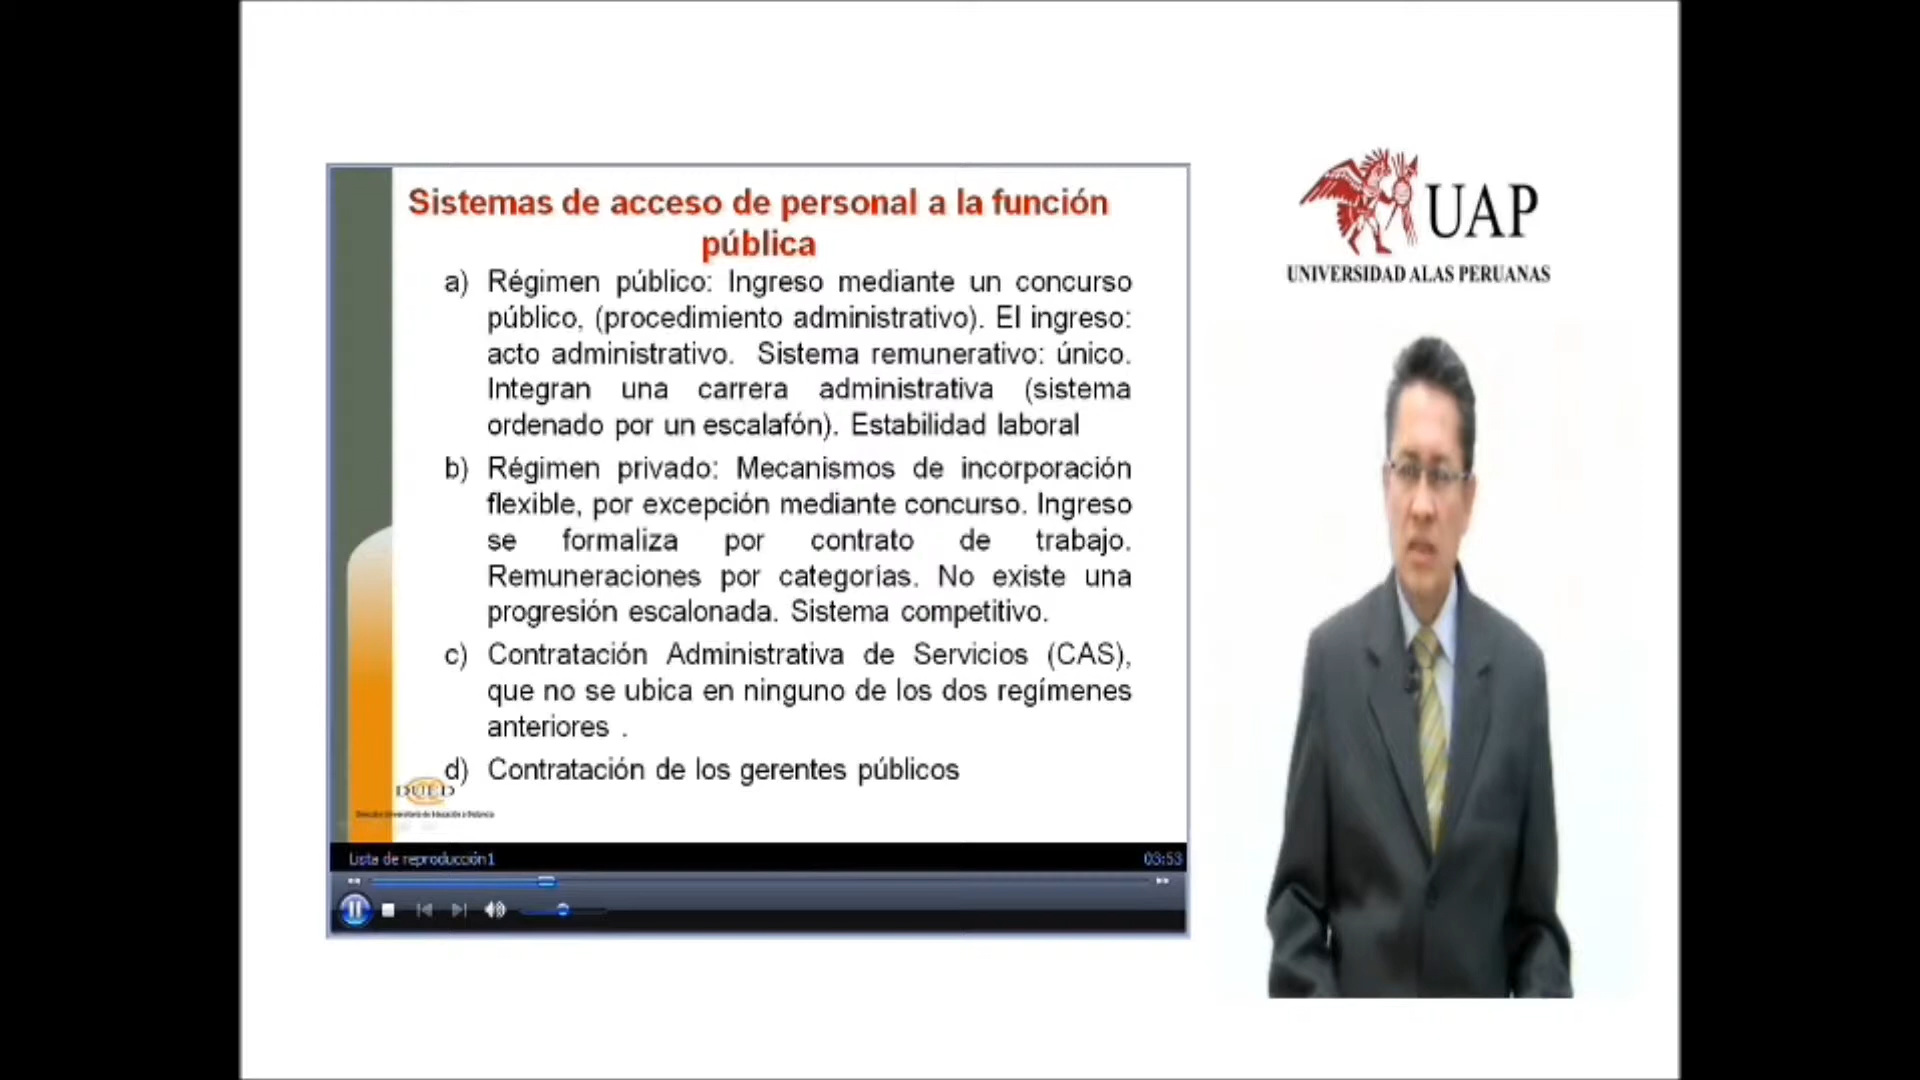 Sistemas de acceso de personal a la función
pública
a) Régimen público: Ingreso mediante un concurso
público, (procedimiento administrativo). El ingreso:
acto administrativo. Sistema remunerativo: único.
Integran una carrera administrativa (sistema
ordenado por un escalafón). Estabilidad laboral
b) Régimen privado: Mecanismos de incorporación
flexible, por excepción mediante concurso. Ingreso
se formaliza por contrato de trabajo.
Remuneraciones por categorías. No existe una
progresión escalonada. Sistema competitivo.
c) Contratación Administrativa de Servicios (CAS),
que no se ubica en ninguno de los dos regímenes
anteriores .
d) Contratación de los gerentes públicos
DUED
Lista de reproducción1
03:53
UAP
UNIVERSIDAD ALAS PERUANAS